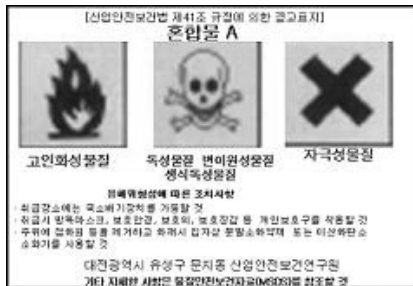 [산업안전보건법 제41조 규정에 의한 경고표지]
혼합물 A
고인화성물질
독성물질 변이원성물질
생식독성물질
자극성물질
유해위험성에 따른 조치사항
· 취급장소에는 국소배기장치를 가동할 것
· 취급시 방독마스크, 보호안경, 보호의, 보호장갑 등 개인보호구를 착용할 것
· 주위에 점화원 등을 제거하고 화재시 입자상 분말소화약제 또는 이산화탄소
소화기를 사용할 것
대전광역시 유성구 문지동 산업안전보건연구원
기타 자세한 사항은 물질안전보건자료(MSDS)를 참조할 것